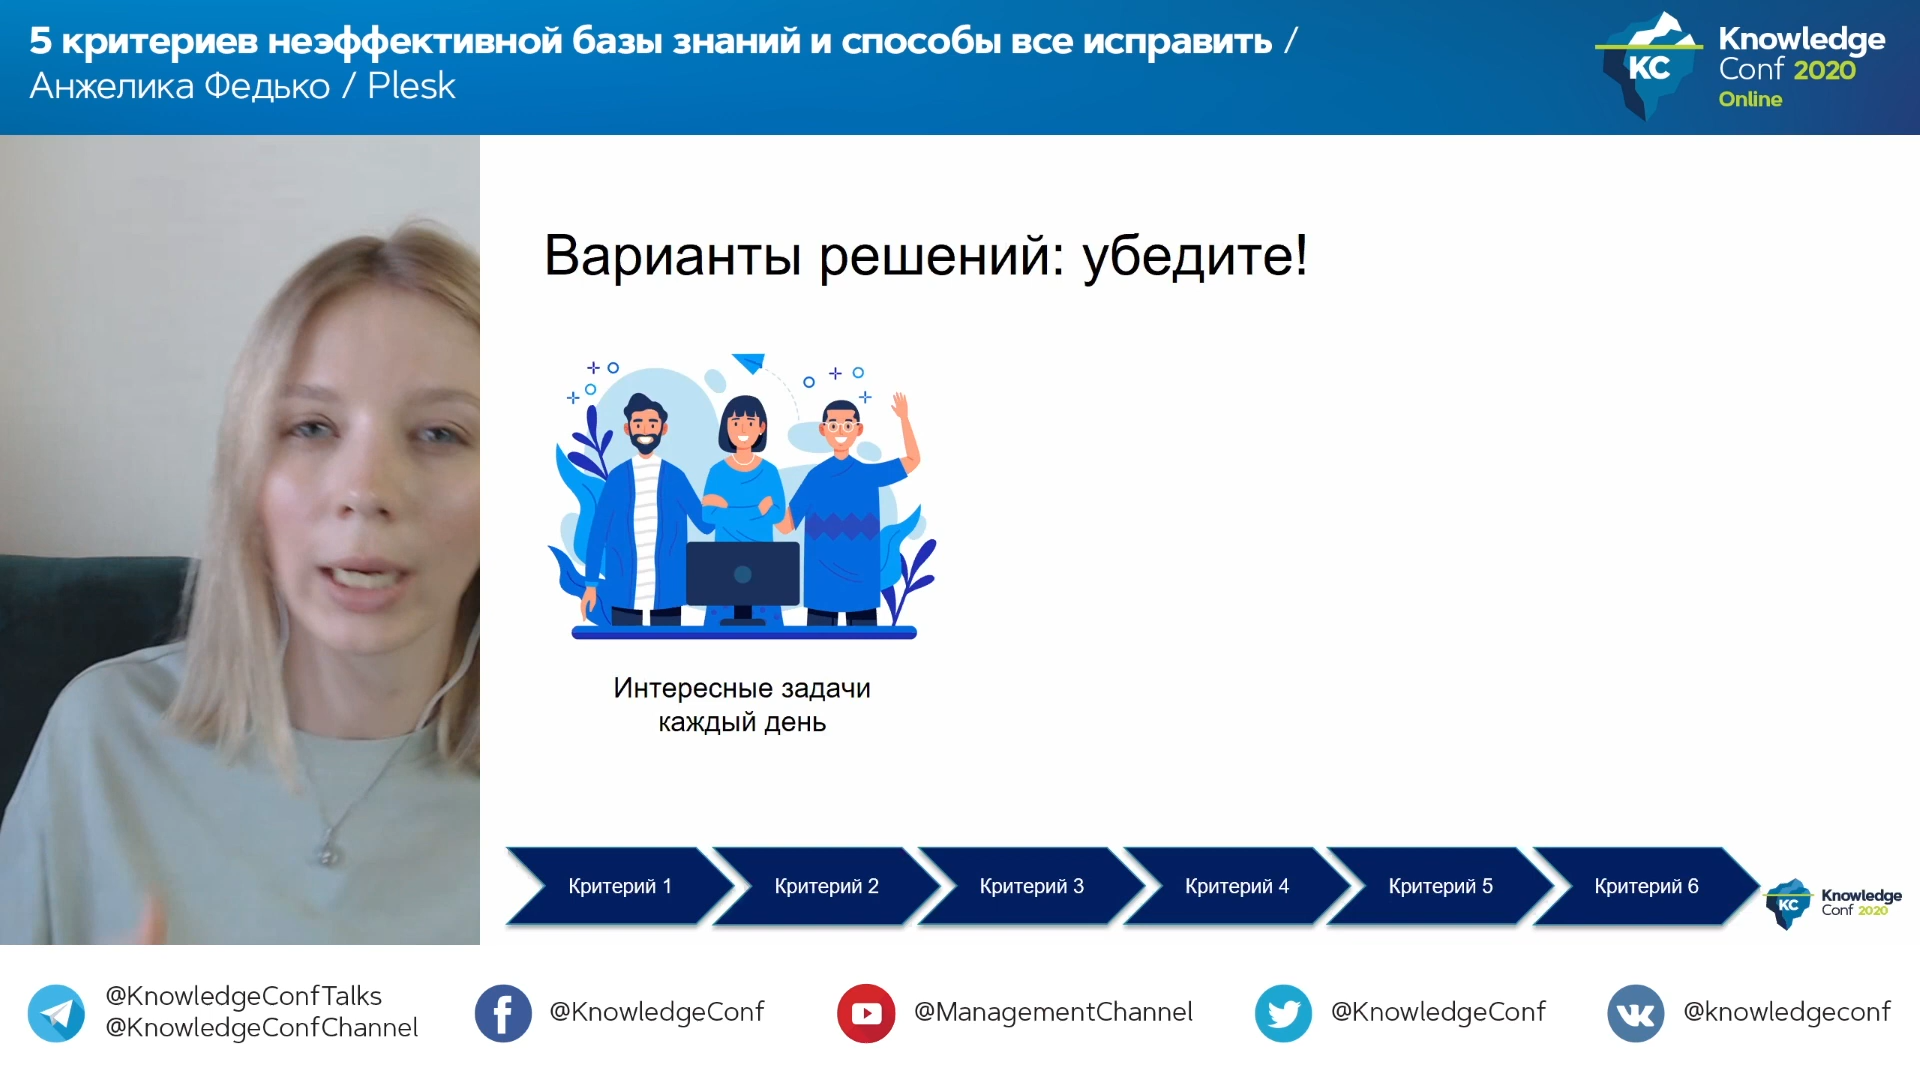 5 критериев неэффективной базы знаний и способы все исправить /
Анжелика Федько / Plesk
KC
Knowledge
Conf 2020
Online
Варианты решений: убедите!
Интересные задачи
каждый день
Критерий 1
Критерий 2
Критерий 3
Критерий 4
Критерий 5
Критерий 6
KC
Knowledge
Conf 2020
@KnowledgeConfTalks
@KnowledgeConfChannel
@KnowledgeConf
@ManagementChannel
@KnowledgeConf
@knowledgeconf